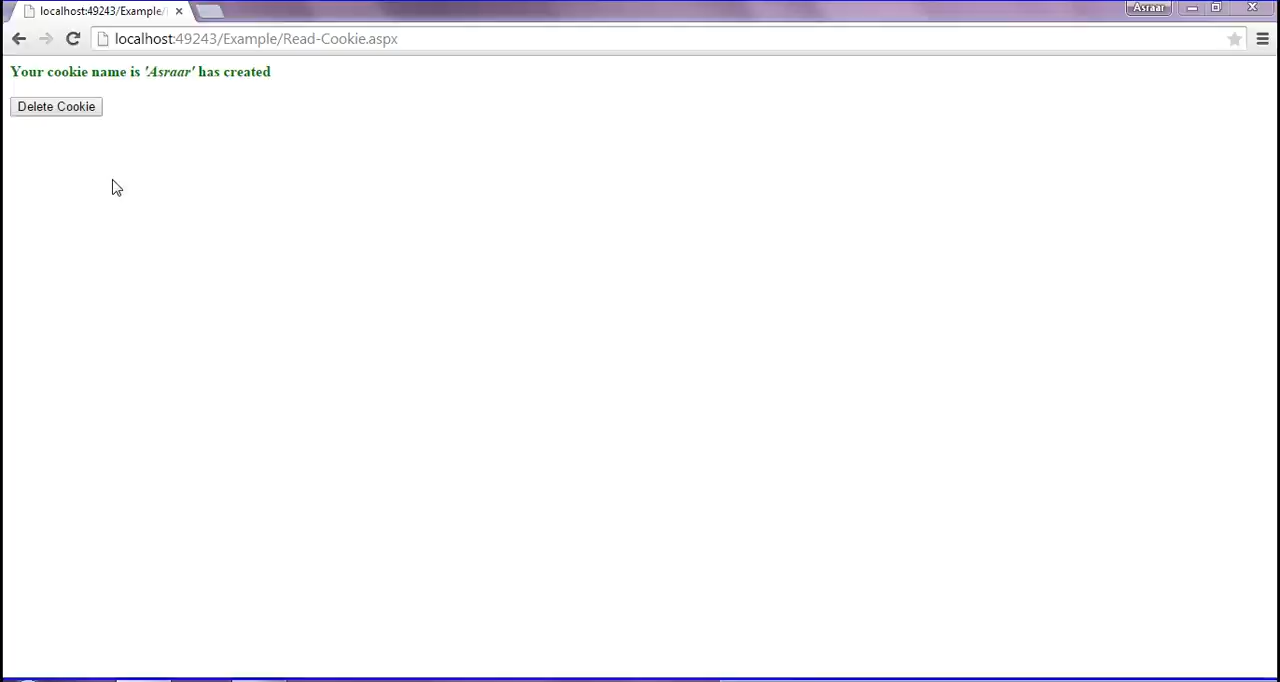 localhost:49243/Example/
Asraar
localhost:49243/Example/Read-Cookie.aspx
Your cookie name is 'Asraar' has created
Delete Cookie